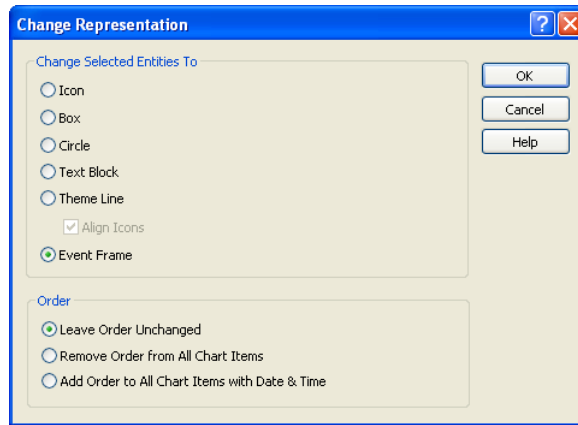 Change Representation
Change Selected Entities To
Icon
Box
Circle
Text Block
Theme Line
Align Icons
Event Frame
OK
Cancel
Help
Order
Leave Order Unchanged
Remove Order from All Chart Items
Add Order to All Chart Items with Date & Time